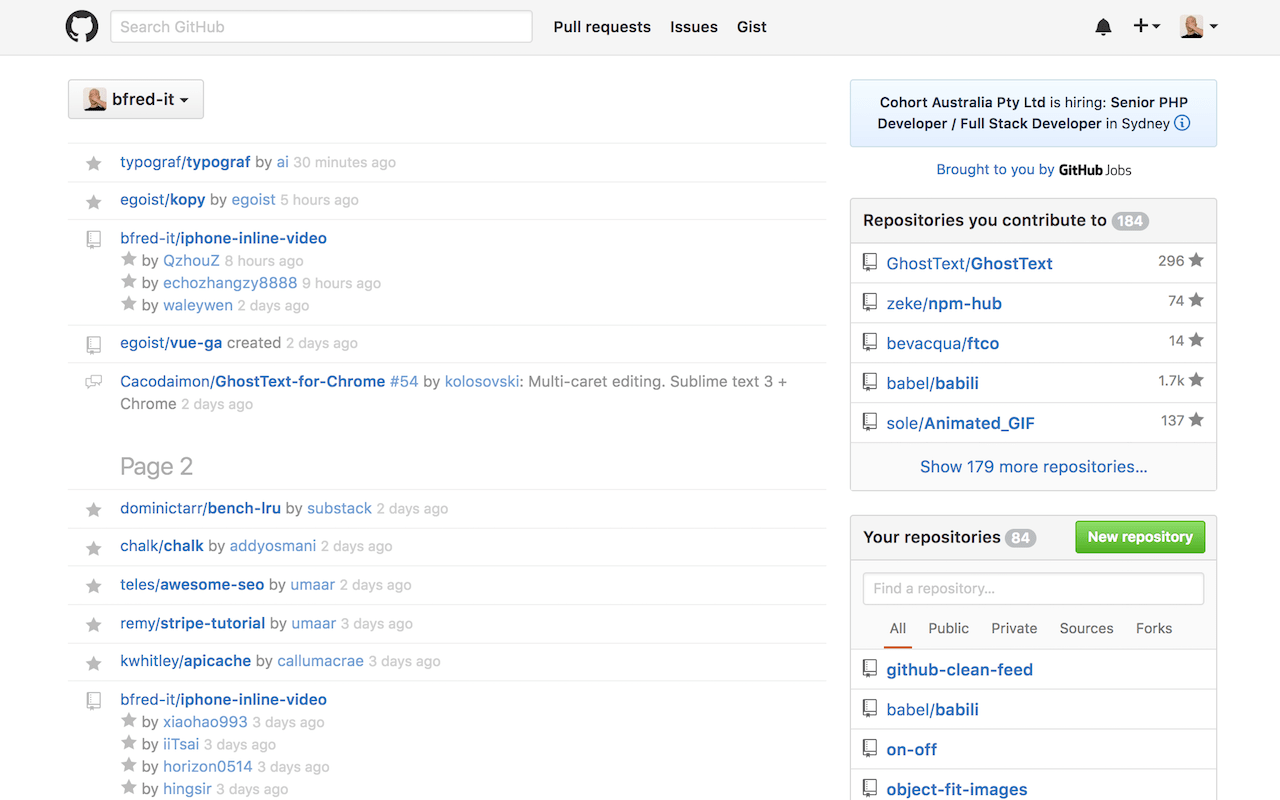 Search GitHub
Pull requests Issues Gist
bfred-it
typograf/typograf by ai 30 minutes ago
egoist/kopy by egoist 5 hours ago
bfred-it/iphone-inline-video
by QzhouZ 8 hours ago
by echozhangzy8888 9 hours ago
by waleywen 2 days ago
egoist/vue-ga created 2 days ago
Cacodaimon/GhostText-for-Chrome #54 by kolosovski: Multi-caret editing. Sublime text 3 +
Chrome 2 days ago
Page 2
dominictarr/bench-lru by substack 2 days ago
chalk/chalk by addyosmani 2 days ago
teles/awesome-seo by umaar 2 days ago
remy/stripe-tutorial by umaar 3 days ago
kwhitley/apicache by callumacrae 3 days ago
bfred-it/iphone-inline-video
by xiaohao993 3 days ago
by iiTsai 3 days ago
by horizon0514 3 days ago
by hingsir 3 days ago
Cohort Australia Pty Ltd is hiring: Senior PHP
Developer / Full Stack Developer in Sydney
Brought to you by GitHub Jobs
Repositories you contribute to 184
GhostText/GhostText 296
zeke/npm-hub 74
bevacqua/ftco 14
babel/babili 1.7k
sole/Animated_GIF 137
Show 179 more repositories...
Your repositories 84 New repository
Find a repository...
All Public Private Sources Forks
github-clean-feed
babel/babili
on-off
object-fit-images